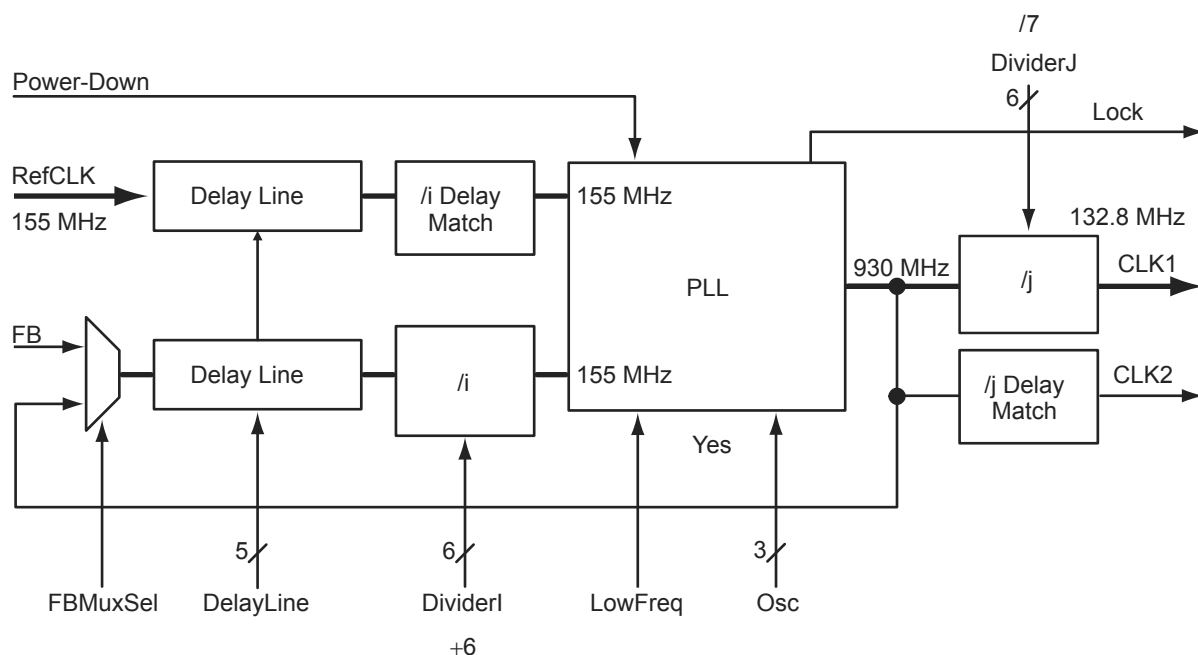 /7
DividerJ
6
Power-Down
Lock
RefCLK
155 MHz
Delay Line
/i Delay
Match
155 MHz
PLL
930 MHz
132.8 MHz
/j
CLK1
FB
Delay Line
/i
155 MHz
/j Delay
Match
CLK2
Yes
5
6
3
FBMuxSel
DelayLine
DividerI
LowFreq
Osc
+6